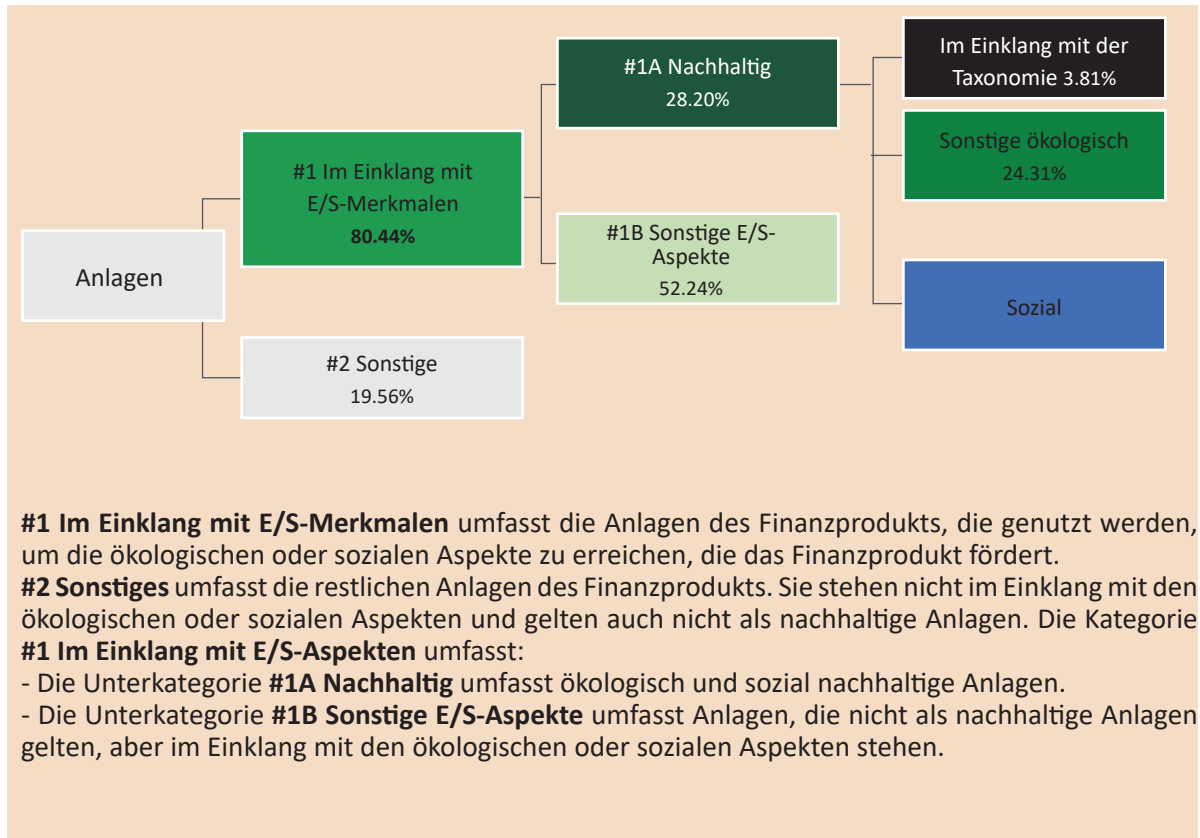 Anlagen
#1 Im Einklang mit
E/S-Merkmalen
80.44%
#2 Sonstige
19.56%
#1A Nachhaltig
28.20%
#1B Sonstige E/S-
Aspekte
52.24%
Im Einklang mit der
Taxonomie 3.81%
Sonstige ökologisch
24.31%
Sozial
#1 Im Einklang mit E/S-Merkmalen umfasst die Anlagen des Finanzprodukts, die genutzt werden,
um die ökologischen oder sozialen Aspekte zu erreichen, die das Finanzprodukt fördert.
#2 Sonstiges umfasst die restlichen Anlagen des Finanzprodukts. Sie stehen nicht im Einklang mit den
ökologischen oder sozialen Aspekten und gelten auch nicht als nachhaltige Anlagen. Die Kategorie
#1 Im Einklang mit E/S-Aspekten umfasst:
- Die Unterkategorie #1A Nachhaltig umfasst ökologisch und sozial nachhaltige Anlagen.
- Die Unterkategorie #1B Sonstige E/S-Aspekte umfasst Anlagen, die nicht als nachhaltige Anlagen
gelten, aber im Einklang mit den ökologischen oder sozialen Aspekten stehen.